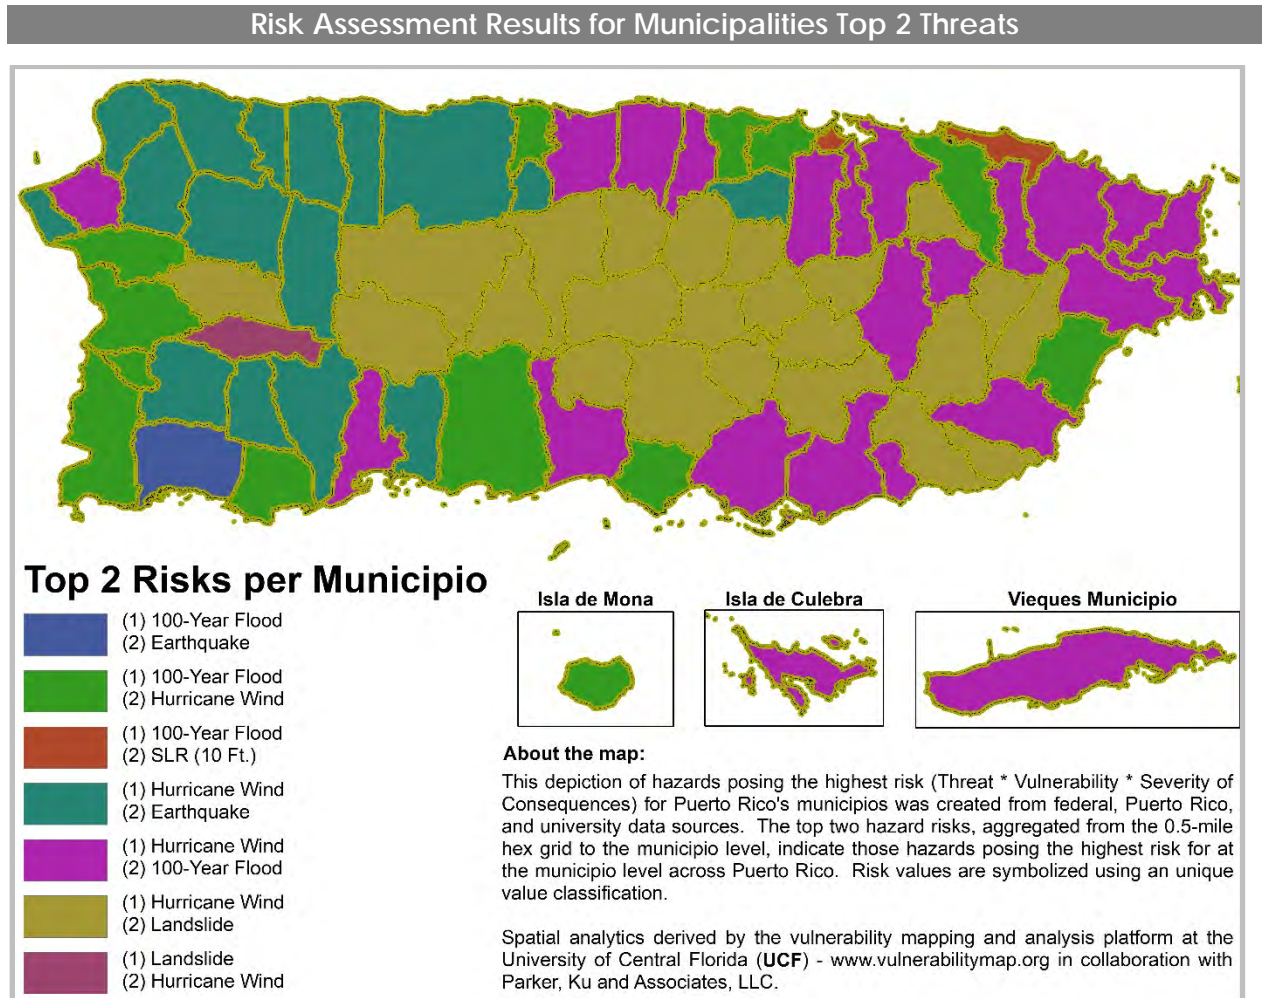 Risk Assessment Results for Municipalities Top 2 Threats
Top 2 Risks per Municipio
(1) 100-Year Flood
(2) Earthquake
(1) 100-Year Flood
(2) Hurricane Wind
(1) 100-Year Flood
(2) SLR (10 Ft.)
(1) Hurricane Wind
(2) Earthquake
(1) Hurricane Wind
(2) 100-Year Flood
(1) Hurricane Wind
(2) Landslide
(1) Landslide
(2) Hurricane Wind
Isla de Mona
Isla de Culebra
Vieques Municipio
About the map:
This depiction of hazards posing the highest risk (Threat * Vulnerability * Severity of
Consequences) for Puerto Rico's municipios was created from federal, Puerto Rico,
and university data sources. The top two hazard risks, aggregated from the 0.5-mile
hex grid to the municipio level, indicate those hazards posing the highest risk for at
the municipio level across Puerto Rico. Risk values are symbolized using an unique
value classification.
Spatial analytics derived by the vulnerability mapping and analysis platform at the
University of Central Florida (UCF) - www.vulnerabilitymap.org in collaboration with
Parker, Ku and Associates, LLC.